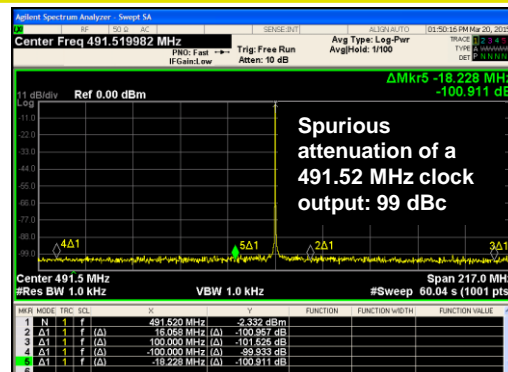 Agilent Spectrum Analyzer - Swept SA
RF 50 Ω AC SENSE:INT ALIGN AUTO 01:50:16 PM Mar 20, 2015
Center Freq 491.519982 MHz
PNO: Fast
IFGain:Low
Trig: Free Run
Atten: 10 dB
Avg Type: Log-Pwr
Avg|Hold: 1/100
TRACE 1 2 3 4 5
TYPE
DET P N N N N
ΔMkr5 -18.228 MHz
-100.911 dB
11 dB/div Ref 0.00 dBm
Log
-11.0
-22.0
-33.0
-44.0
-55.0
-66.0
-77.0
-88.0
-99.0
Spurious
attenuation of a
491.52 MHz clock
output: 99 dBc
4Δ1 5Δ1 2Δ1 3Δ1
Center 491.5 MHz Span 217.0 MHz
#Res BW 1.0 kHz VBW 1.0 kHz #Sweep 60.04 s (1001 pts
MKR MODE TRC SCL X Y FUNCTION FUNCTION WIDTH FUNCTION VALUE
1 N 1 f 491.520 MHz -2.332 dBm
2 Δ1 1 f (Δ) 16.068 MHz (Δ) -100.957 dB
3 Δ1 1 f (Δ) 100.000 MHz (Δ) -101.525 dB
4 Δ1 1 f (Δ) -100.000 MHz (Δ) -99.933 dB
5 Δ1 1 f (Δ) -18.228 MHz (Δ) -100.911 dB
6